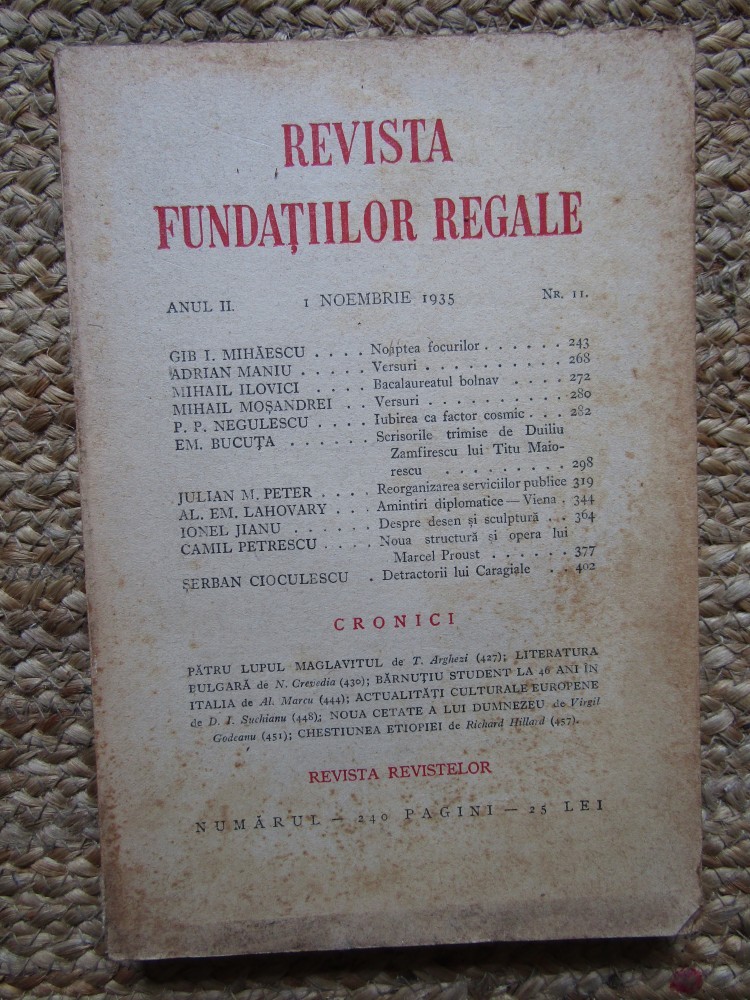 REVISTA
FUNDAȚIILOR REGALE
ANUL II. 1 NOEMBRIE 1935 Nr. 11.
GIB I. MIHĂESCU . . . . Noaptea focurilor . . . . . . 243
ADRIAN MANIU . . . . . Versuri . . . . . . . . . . . 268
MIHAIL ILOVICI . . . . Bacalaureatul bolnav . . . . 272
MIHAIL MOȘANDREI . . Versuri . . . . . . . . . . . 280
P. P. NEGULESCU . . . . Iubirea ca factor cosmic . . . 282
EM. BUCUȚA . . . . . . Scrisorile trimise de Duiliu
Zamfirescu lui Titu Maio-
rescu . . . . . . . . . 298
JULIAN M. PETER . . . . Reorganizarea serviciilor publice 319
AL. EM. LAHOVARY . . . Amintiri diplomatice — Viena . 344
IONEL JIANU . . . . . . Despre desen și sculptură . . . 364
CAMIL PETRESCU . . . . Noua structură și opera lui
Marcel Proust . . . . . . 377
ȘERBAN CIOCULESCU . Detractorii lui Caragiale . . 402
CRONICI
PĂTRU LUPUL MAGLAVITUL de T. Arghezi (427); LITERATURA
BULGARĂ de N. Crevedia (430); BĂRNUȚIU STUDENT LA 46 ANI ÎN
ITALIA de Al. Marcu (444); ACTUALITĂȚI CULTURALE EUROPENE
de D. I. Suchianu (448); NOUA CETATE A LUI DUMNEZEU de Virgil
Godeanu (451); CHESTIUNEA ETIOPIEI de Richard Hillard (457).
REVISTA REVISTELOR
NUMĂRUL — 240 PAGINI — 25 LEI